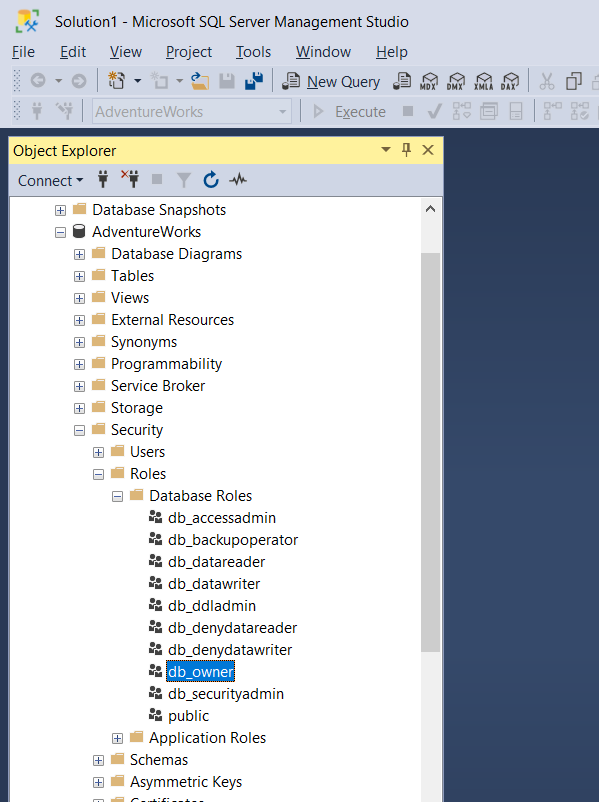 Solution1 - Microsoft SQL Server Management Studio
File Edit View Project Tools Window Help
New Query MDX DMX XMLA DAX
AdventureWorks Execute
Object Explorer
Connect
Database Snapshots
AdventureWorks
Database Diagrams
Tables
Views
External Resources
Synonyms
Programmability
Service Broker
Storage
Security
Users
Roles
Database Roles
db_accessadmin
db_backupoperator
db_datareader
db_datawriter
db_ddladmin
db_denydatareader
db_denydatawriter
db_owner
db_securityadmin
public
Application Roles
Schemas
Asymmetric Keys
Certificates